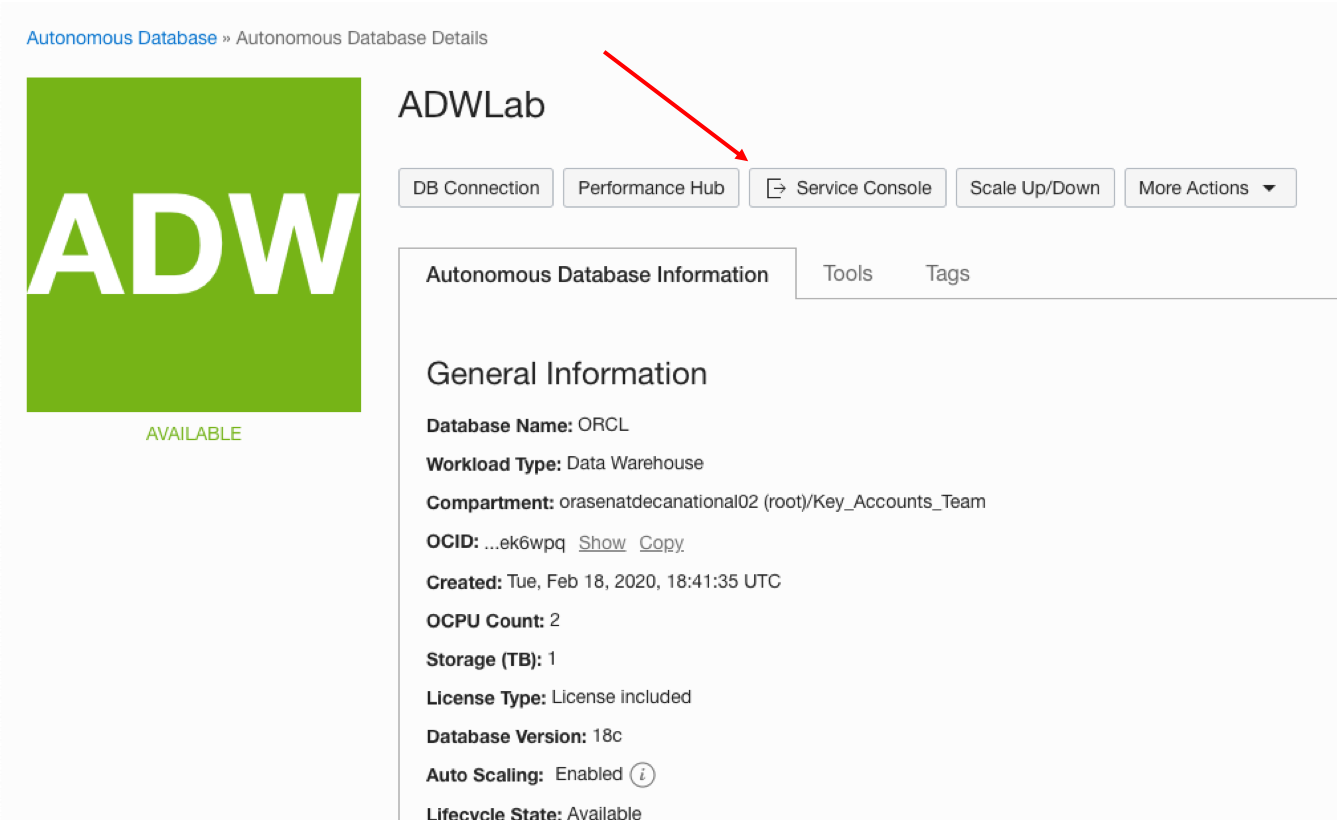 Autonomous Database » Autonomous Database Details
ADW
AVAILABLE
ADWLab
DB Connection Performance Hub Service Console Scale Up/Down More Actions
Autonomous Database Information Tools Tags
General Information
Database Name: ORCL
Workload Type: Data Warehouse
Compartment: orasenatdecanational02 (root)/Key_Accounts_Team
OCID: ...ek6wpq Show Copy
Created: Tue, Feb 18, 2020, 18:41:35 UTC
OCPU Count: 2
Storage (TB): 1
License Type: License included
Database Version: 18c
Auto Scaling: Enabled i
Lifecycle State: Available